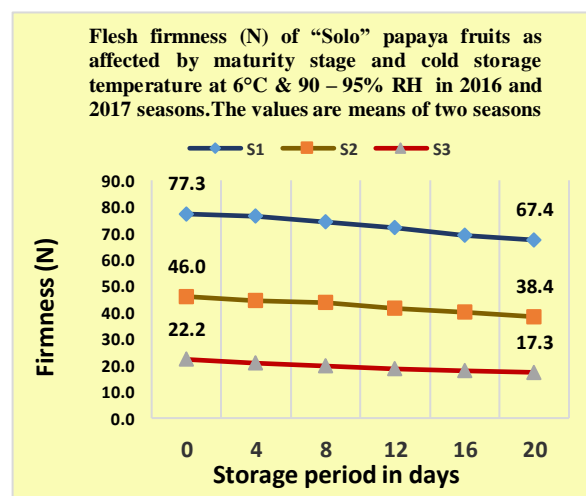 Flesh firmness (N) of “Solo” papaya fruits as
affected by maturity stage and cold storage
temperature at 6°C & 90 – 95% RH in 2016 and
2017 seasons.The values are means of two seasons
S1 S2 S3
90.0
80.0
70.0
60.0
50.0
40.0
30.0
20.0
10.0
0.0
77.3
67.4
46.0
38.4
22.2
17.3
Firmness (N)
0 4 8 12 16 20
Storage period in days